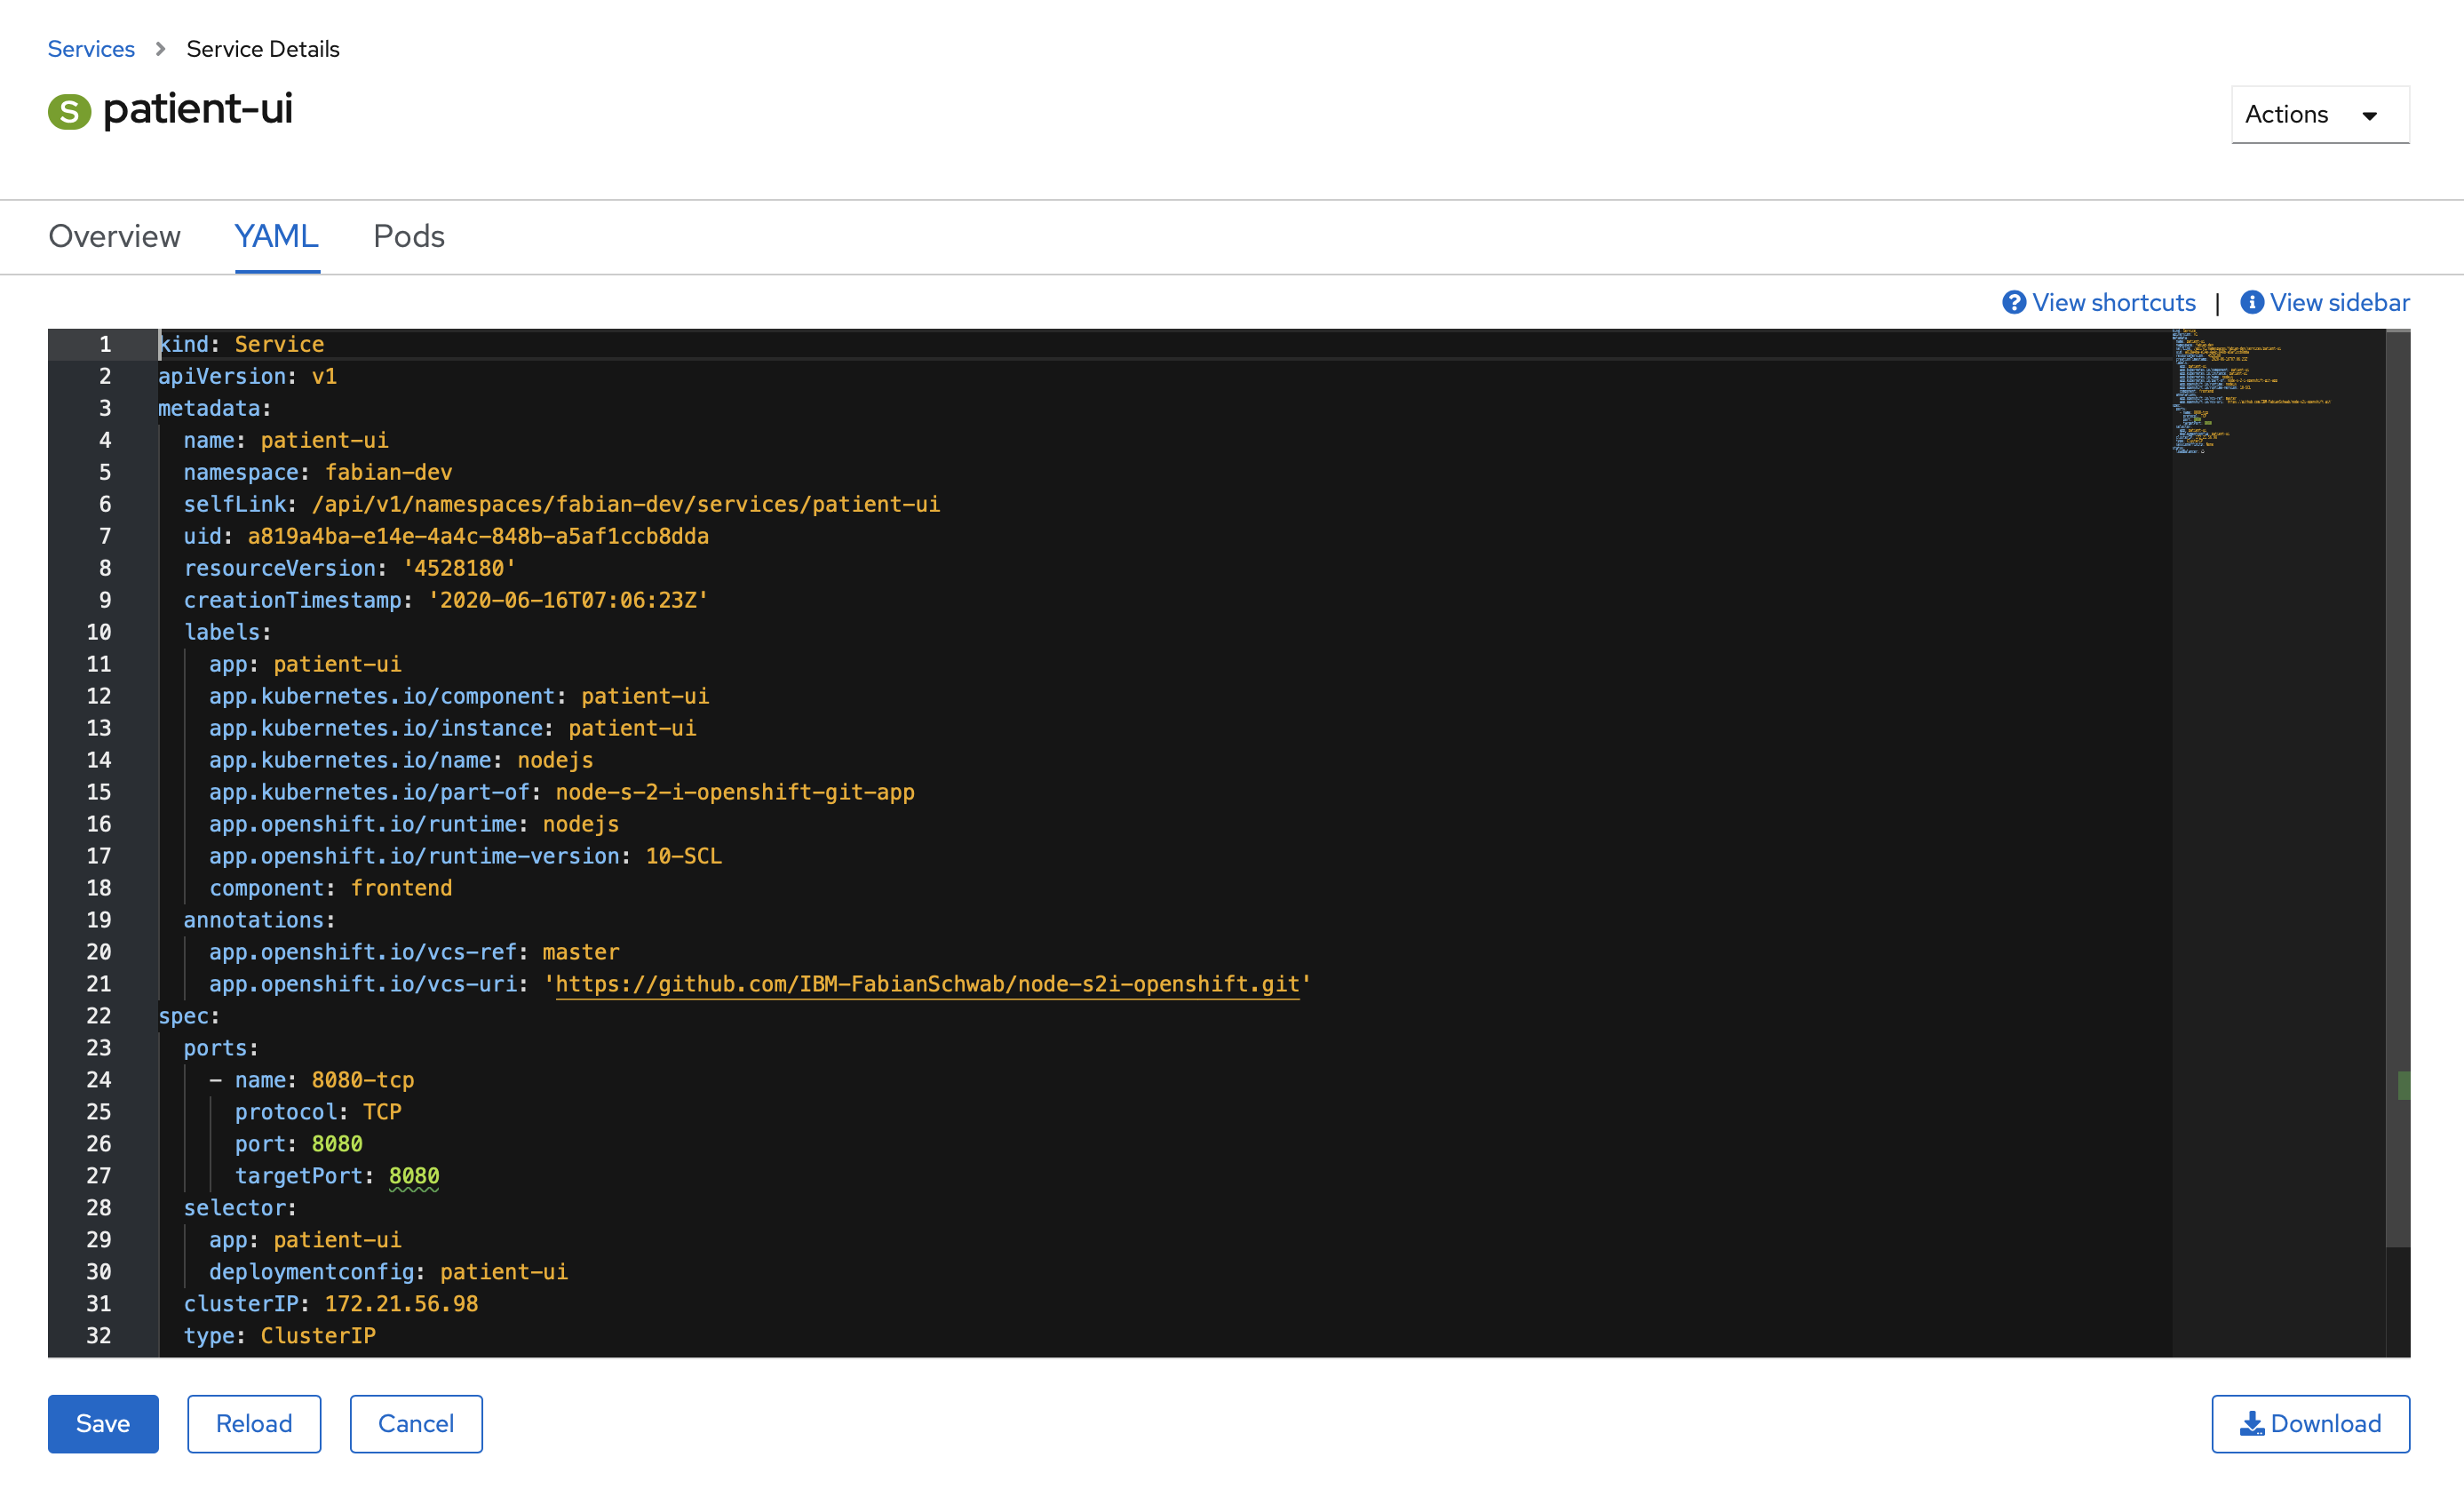 Services > Service Details
S patient-ui
Actions
Overview YAML Pods
View shortcuts | View sidebar
1 kind: Service
2 apiVersion: v1
3 metadata:
4   name: patient-ui
5   namespace: fabian-dev
6   selfLink: /api/v1/namespaces/fabian-dev/services/patient-ui
7   uid: a819a4ba-e14e-4a4c-848b-a5af1ccb8dda
8   resourceVersion: '4528180'
9   creationTimestamp: '2020-06-16T07:06:23Z'
10   labels:
11     app: patient-ui
12     app.kubernetes.io/component: patient-ui
13     app.kubernetes.io/instance: patient-ui
14     app.kubernetes.io/name: nodejs
15     app.kubernetes.io/part-of: node-s-2-i-openshift-git-app
16     app.openshift.io/runtime: nodejs
17     app.openshift.io/runtime-version: 10-SCL
18     component: frontend
19   annotations:
20     app.openshift.io/vcs-ref: master
21     app.openshift.io/vcs-uri: 'https://github.com/IBM-FabianSchwab/node-s2i-openshift.git'
22 spec:
23   ports:
24     - name: 8080-tcp
25       protocol: TCP
26       port: 8080
27       targetPort: 8080
28   selector:
29     app: patient-ui
30     deploymentconfig: patient-ui
31   clusterIP: 172.21.56.98
32   type: ClusterIP
Save Reload Cancel Download